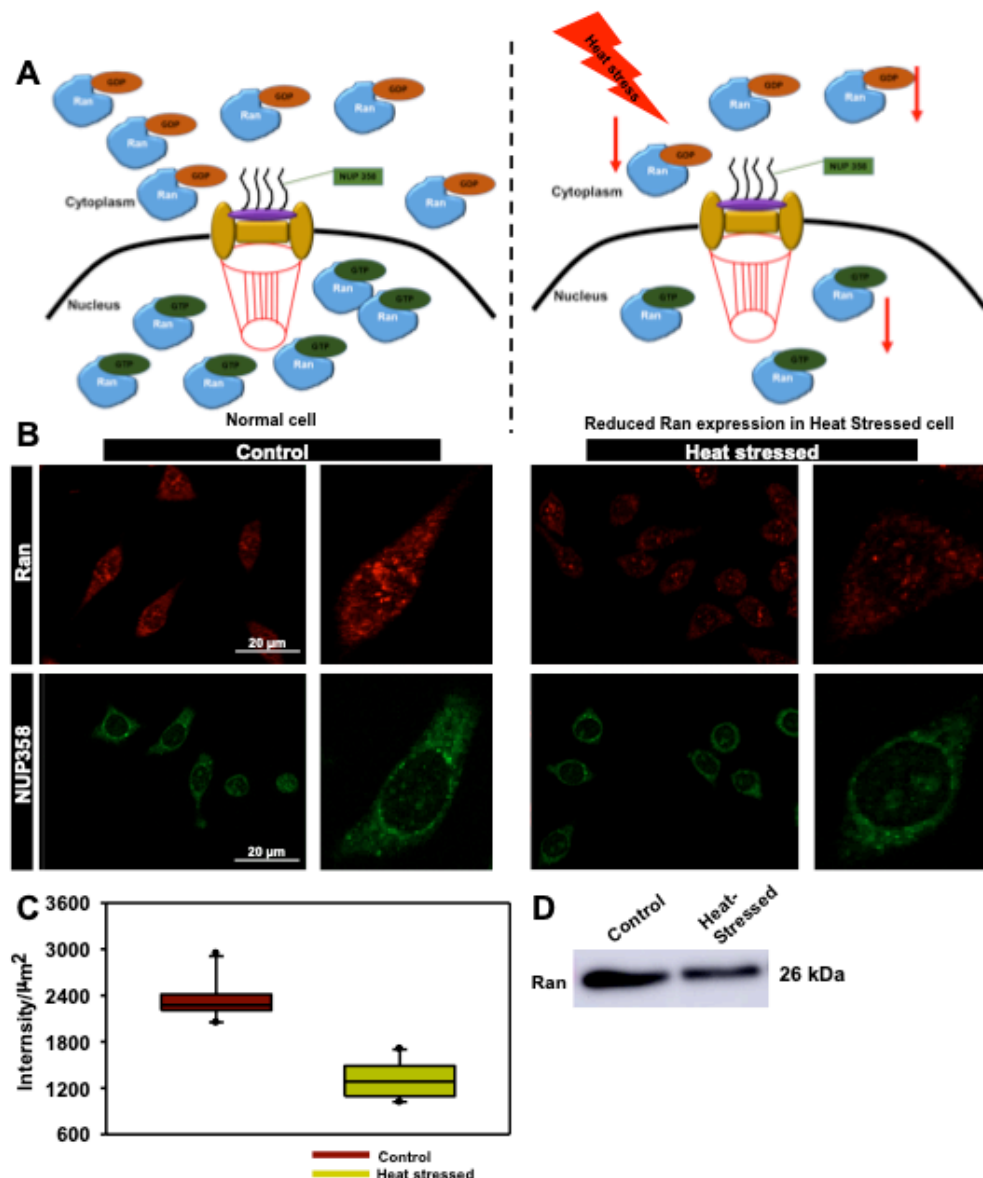 A
Ran GDP
Ran GDP
Ran GDP
Ran GDP
Ran GDP
Ran GDP
NUP 358
Cytoplasm
Nucleus
Ran GTP
Ran GTP
Ran GTP
Ran GTP
Ran GTP
Ran GTP
Normal cell
Heat stress
Ran GDP
Ran GDP
Ran GDP
NUP 358
Cytoplasm
Nucleus
Ran GTP
Ran GTP
Ran GTP
Reduced Ran expression in Heat Stressed cell
B
Control
Heat stressed
Ran
20 µm
NUP358
20 µm
C
Internsity/µm²
3600
3000
2400
1800
1200
600
Control
Heat stressed
D
Control
Heat-
Stressed
Ran
26 kDa